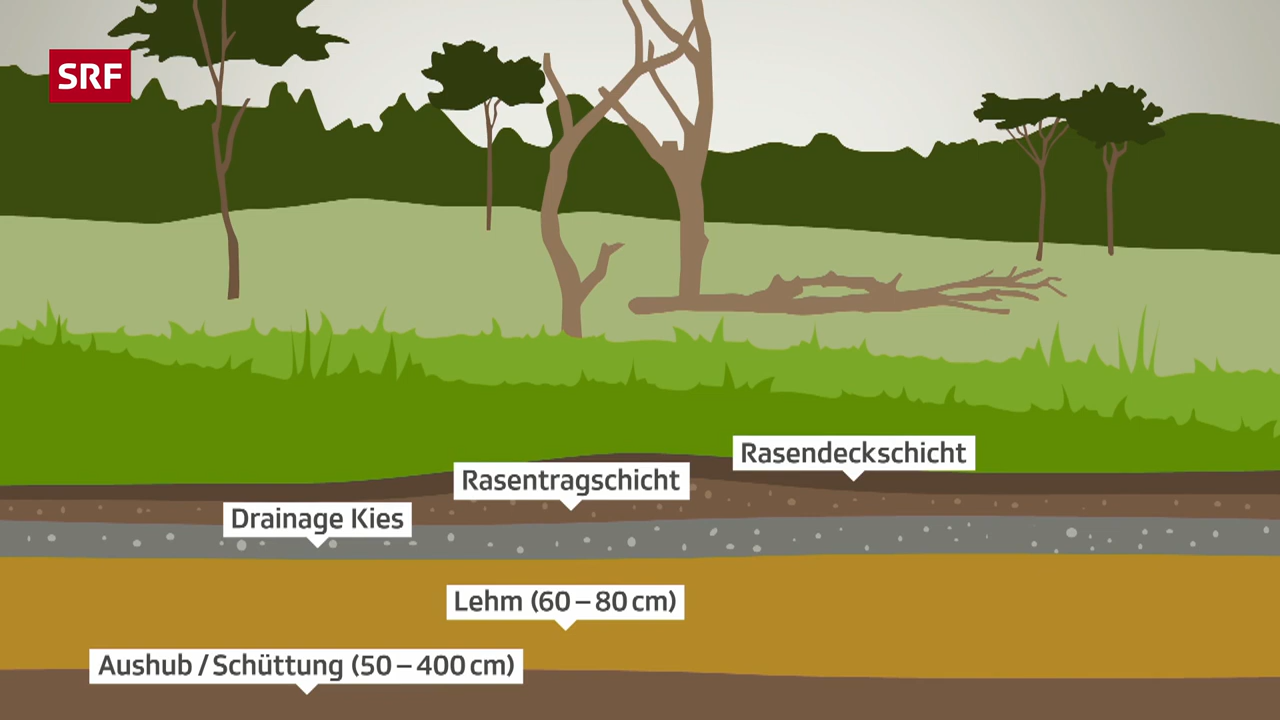 SRF
Rasendeckschicht
Rasentragschicht
Drainage Kies
Lehm (60 – 80 cm)
Aushub / Schüttung (50 – 400 cm)